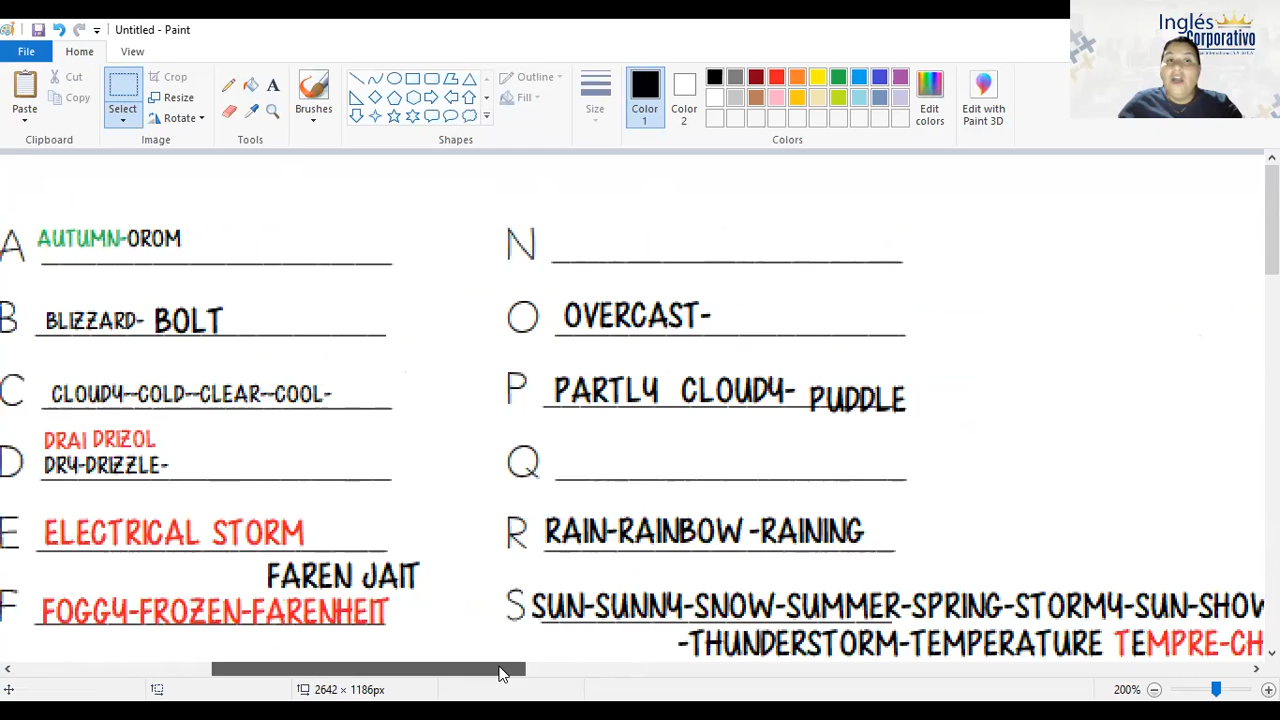 Untitled - Paint
Inglés
Corporativo
File Home View
Cut
Copy
Paste
Clipboard
Crop
Resize
Rotate
Select
Image
Tools
Brushes
Outline
Fill
Shapes
Size
Color 1
Color 2
Edit colors
Edit with Paint 3D
Colors
A AUTUMN-OROM
B BLIZZARD- BOLT
C CLOUDY--COLD--CLEAR--COOL-
DRAI DRIZOL
D DRY-DRIZZLE-
E ELECTRICAL STORM
FAREN JAIT
F FOGGY-FROZEN-FARENHEIT
N
O OVERCAST-
P PARTLY CLOUDY- PUDDLE
Q
R RAIN-RAINBOW -RAINING
S SUN-SUNNY-SNOW-SUMMER-SPRING-STORMY-SUN-SHOW
-THUNDERSTORM-TEMPERATURE TEMPRE-CH
2642 × 1186px
200%